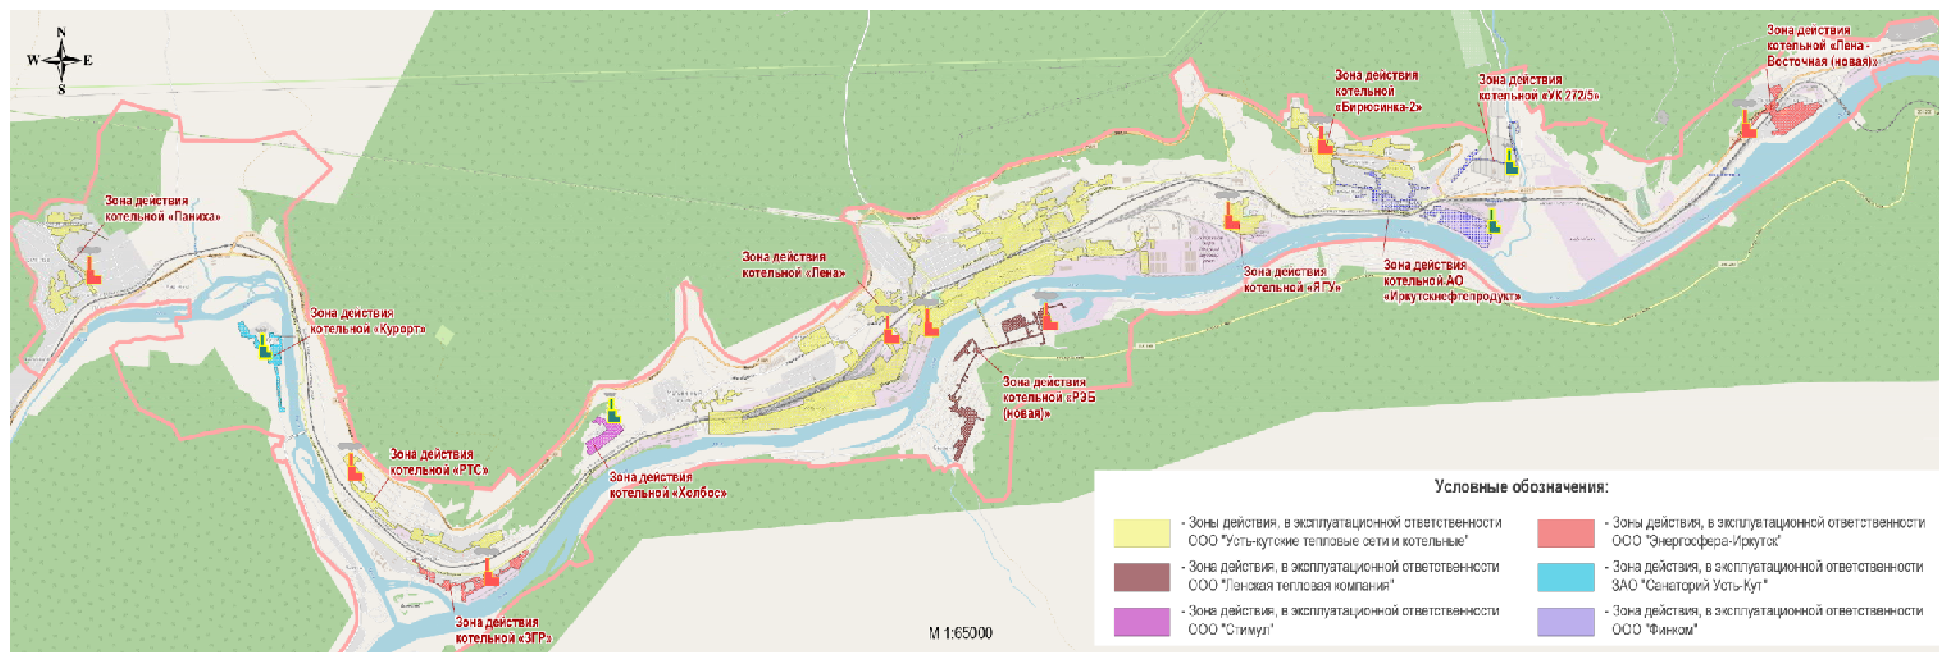 N
W E
S
Зона действия
котельной «Паниха»
Зона действия
котельной «Курорт»
Зона действия
котельной «РТС»
Зона действия
котельной «ЭГР»
Зона действия
котельной «Холбос»
Зона действия
котельной «Лена»
Зона действия
котельной «РЭБ
(новая)»
Зона действия
котельной «ЯГУ»
Зона действия
котельной
«Бирюсинка-2»
Зона действия
котельной АО
«Иркутскнефтепродукт»
Зона действия
котельной «УК 272/5»
Зона действия
котельной «Лена -
Восточная (новая)»
М 1:65000
Условные обозначения:
- Зоны действия, в эксплуатационной ответственности
ООО "Усть-кутские тепловые сети и котельные"
- Зона действия, в эксплуатационной ответственности
ООО "Ленская тепловая компания"
- Зона действия, в эксплуатационной ответственности
ООО "Стимул"
- Зоны действия, в эксплуатационной ответственности
ООО "Энергосфера-Иркутск"
- Зона действия, в эксплуатационной ответственности
ЗАО "Санаторий Усть-Кут"
- Зона действия, в эксплуатационной ответственности
ООО "Финком"